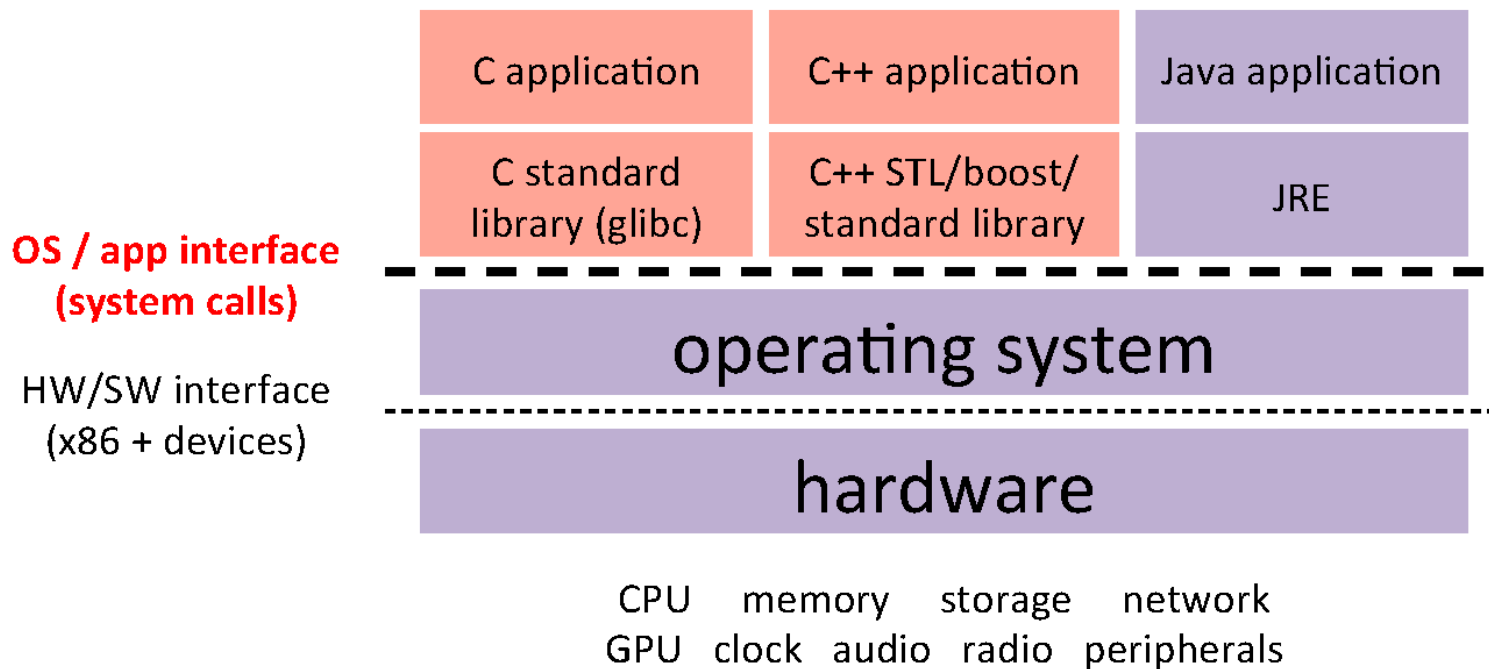 C application
C++ application
Java application
C standard
library (glibc)
C++ STL/boost/
standard library
JRE
OS / app interface
(system calls)
operating system
HW/SW interface
(x86 + devices)
hardware
CPU memory storage network
GPU clock audio radio peripherals